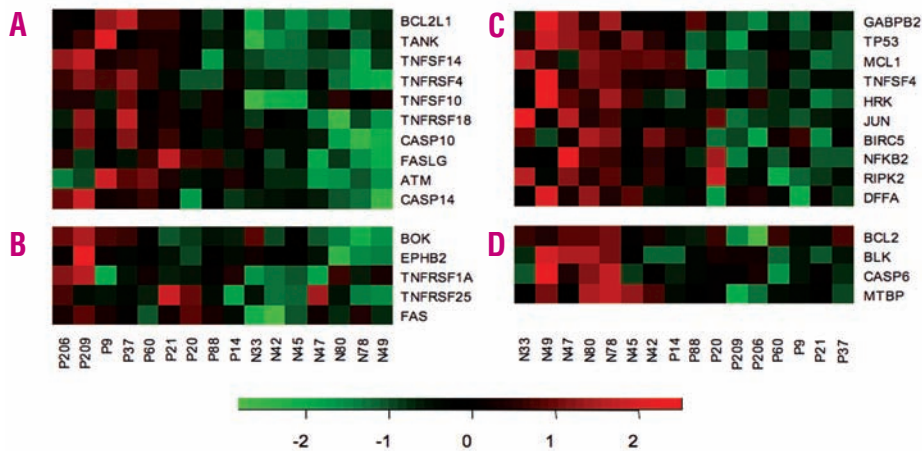 A
BCL2L1
TANK
TNFSF14
TNFRSF4
TNFSF10
TNFRSF18
CASP10
FASLG
ATM
CASP14
B
BOK
EPHB2
TNFRSF1A
TNFRSF25
FAS
P206 P209 P9 P37 P60 P21 P20 P88 P14 N33 N42 N45 N47 N80 N78 N49
C
GABPB2
TP53
MCL1
TNFSF4
HRK
JUN
BIRC5
NFKB2
RIPK2
DFFA
D
BCL2
BLK
CASP6
MTBP
N33 N49 N47 N80 N78 N45 N42 P14 P88 P20 P209 P206 P60 P9 P21 P37
-2 -1 0 1 2